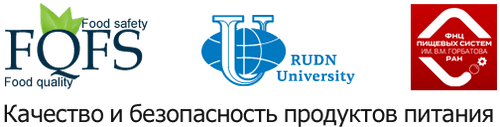 Food safety
FQFS
Food quality
RUDN
University
ФНЦ
ПИЩЕВЫХ СИСТЕМ
ИМ. В.М. ГОРБАТОВА
РАН
Качество и безопасность продуктов питания